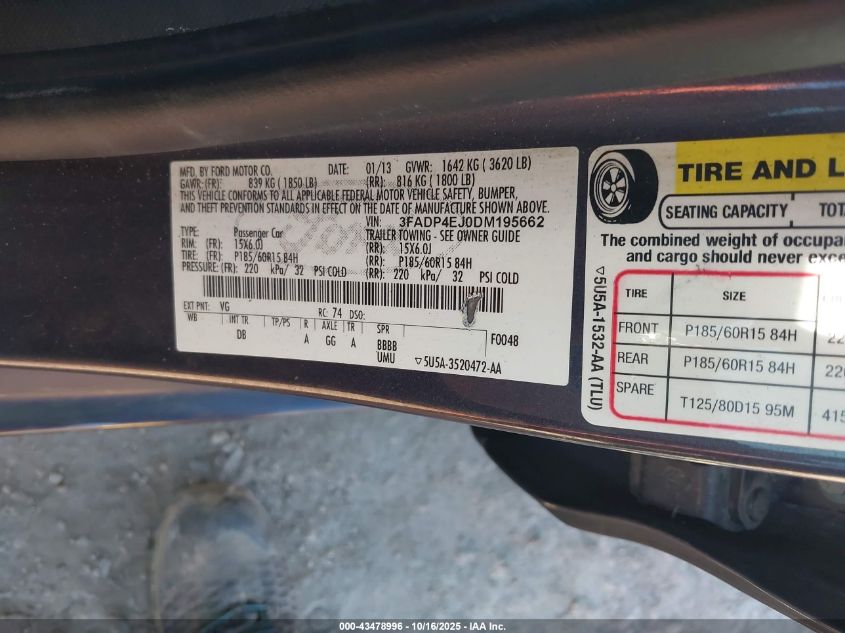 MFD. BY FORD MOTOR CO.
DATE: 01/13 GVWR: 1642 KG ( 3620 LB)
GAWR: (FR): 839 KG ( 1850 LB) (RR): 816 KG ( 1800 LB)
THIS VEHICLE CONFORMS TO ALL APPLICABLE FEDERAL MOTOR VEHICLE SAFETY, BUMPER,
AND THEFT PREVENTION STANDARDS IN EFFECT ON THE DATE OF MANUFACTURE SHOWN ABOVE
VIN: 3FADP4EJ0DM195662
TYPE: Passenger Car TRAILER TOWING - SEE OWNER GUIDE
RIM: (FR): 15X6.0J (RR): 15X6.0J
TIRE: (FR): P185/60R15 84H (RR): P185/60R15 84H
PRESSURE: (FR): 220 kPa/ 32 PSI COLD (RR): 220 kPa/ 32 PSI COLD
EXT PNT: VG RC: 74 DSO:
WB INT TR TP/PS R AXLE TR SPR F0048
DB A GG A BBBB
UMU ▽5U5A-3520472-AA
TIRE AND L
SEATING CAPACITY TOT
The combined weight of occupa
and cargo should never exce
▽5U5A-1532-AA (TLU)
TIRE SIZE
FRONT P185/60R15 84H 22
REAR P185/60R15 84H 220
SPARE T125/80D15 95M 415
000-43478996 - 10/16/2025 - IAA Inc.